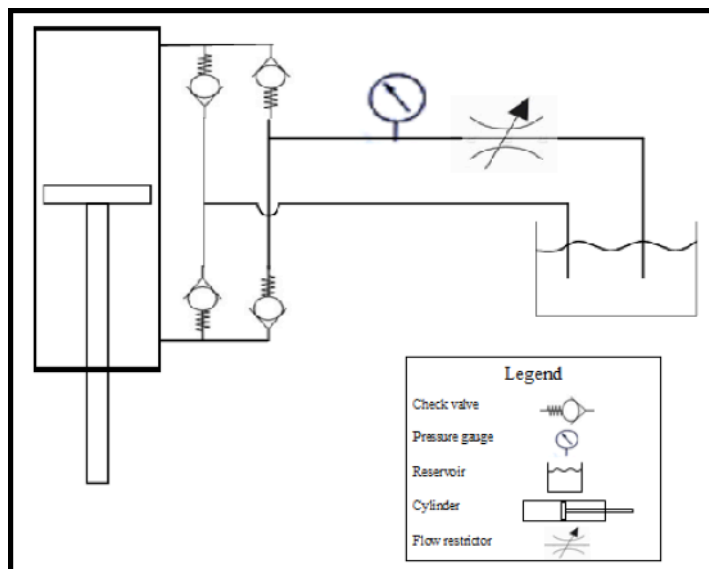 Legend
Check valve
Pressure gauge
Reservoir
Cylinder
Flow restrictor